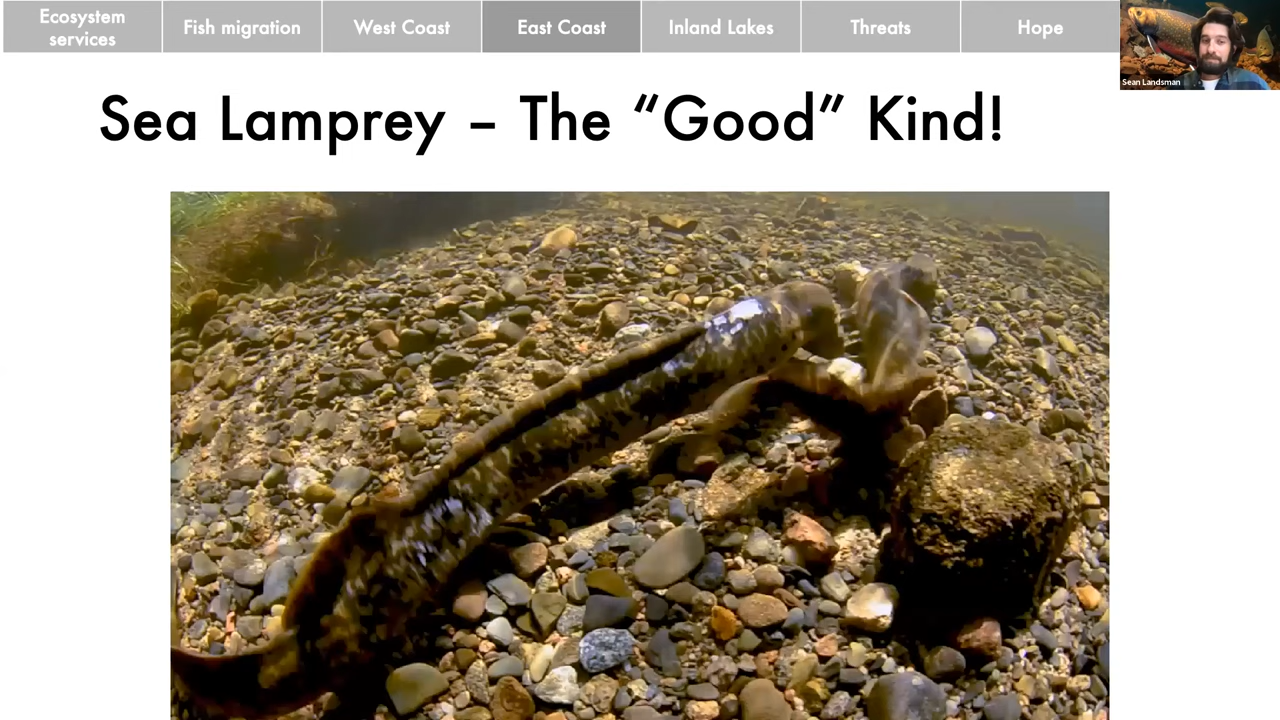 Ecosystem
services
Fish migration
West Coast
East Coast
Inland Lakes
Threats
Hope
Sean Landsman
Sea Lamprey – The “Good” Kind!